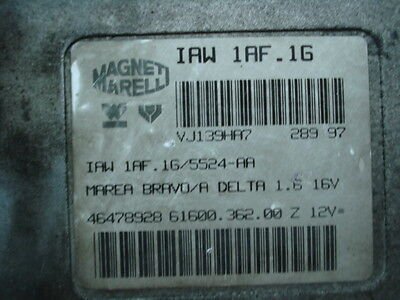 IAW 1AF.1G
MAGNETI
MARELLI
VJ139HA7 289 97
IAW 1AF.1G/5524-AA
MAREA BRAVO/A DELTA 1.6 16V
46478928 61600.362.00 Z 12V=